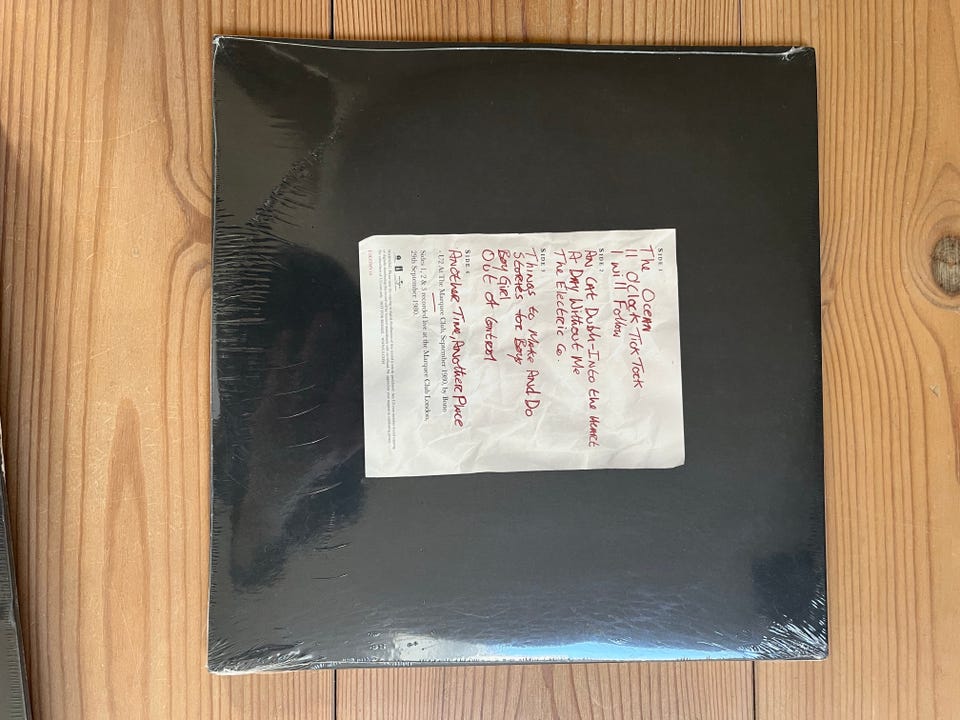 SIDE 1
The Ocean
11 O'Clock Tick Tock
I Will Follow
SIDE 2
AN Cat Dubh-Into the Heart
A Day Without Me
The Electric Co.
SIDE 3
Things to Make And Do
Stories for Boys
Boy Girl
Out of Control
SIDE 4
Another Time, Another Place
U2 At The Marquee Club, September 1980, by Bono
Sides 1, 2 & 3 recorded live at the Marquee Club London,
29th September 1980.